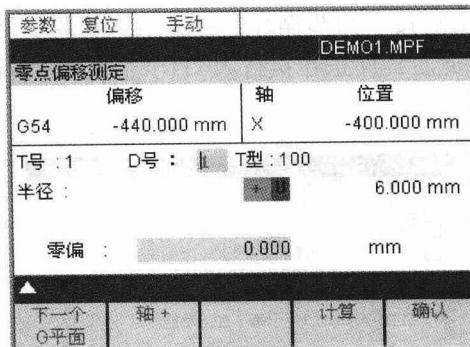 参数 复位 手动
DEMO1.MPF
零点偏移测定
偏移 轴 位置
G54 -440.000 mm X -400.000 mm
T号:1 D号: 1 T型:100
半径: + U 6.000 mm
零偏: 0.000 mm
下一个 轴+ 计算 确认
G平面